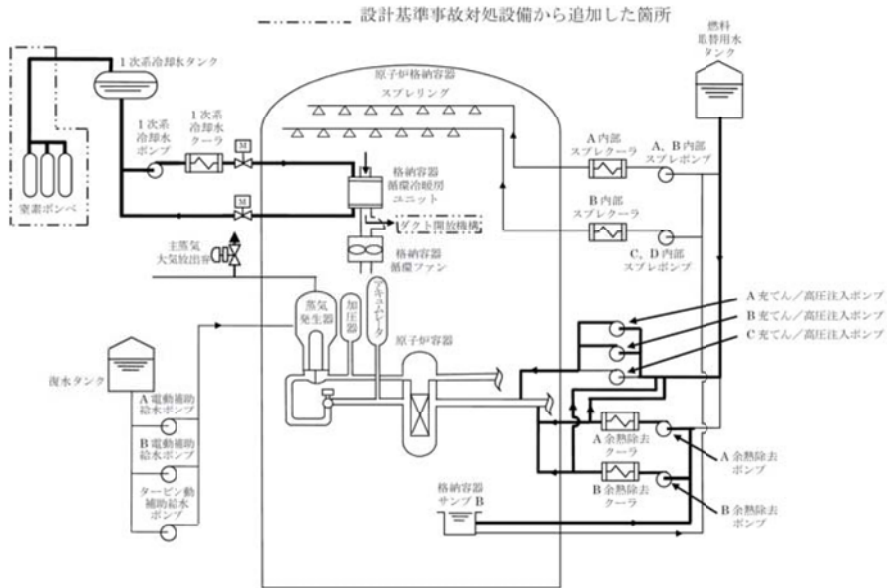 設計基準事故対処設備から追加した箇所
燃料
取替用水
タンク
1次系冷却水タンク
1次系
冷却水
ポンプ
1次系
冷却水
クーラ
M
M
窒素ボンベ
原子炉格納容器
スプレリング
格納容器
循環冷暖房
ユニット
ダクト開放機構
格納容器
循環ファン
A内部
スプレクーラ
A、B内部
スプレポンプ
B内部
スプレクーラ
C、D内部
スプレポンプ
主蒸気
大気放出弁
蒸気
発生器
加圧器
アキュムレータ
原子炉容器
A充てん/高圧注入ポンプ
B充てん/高圧注入ポンプ
C充てん/高圧注入ポンプ
復水タンク
A電動補助
給水ポンプ
B電動補助
給水ポンプ
タービン動
補助給水
ポンプ
A余熱除去
クーラ
A余熱除去
ポンプ
B余熱除去
クーラ
B余熱除去
ポンプ
格納容器
サンプB